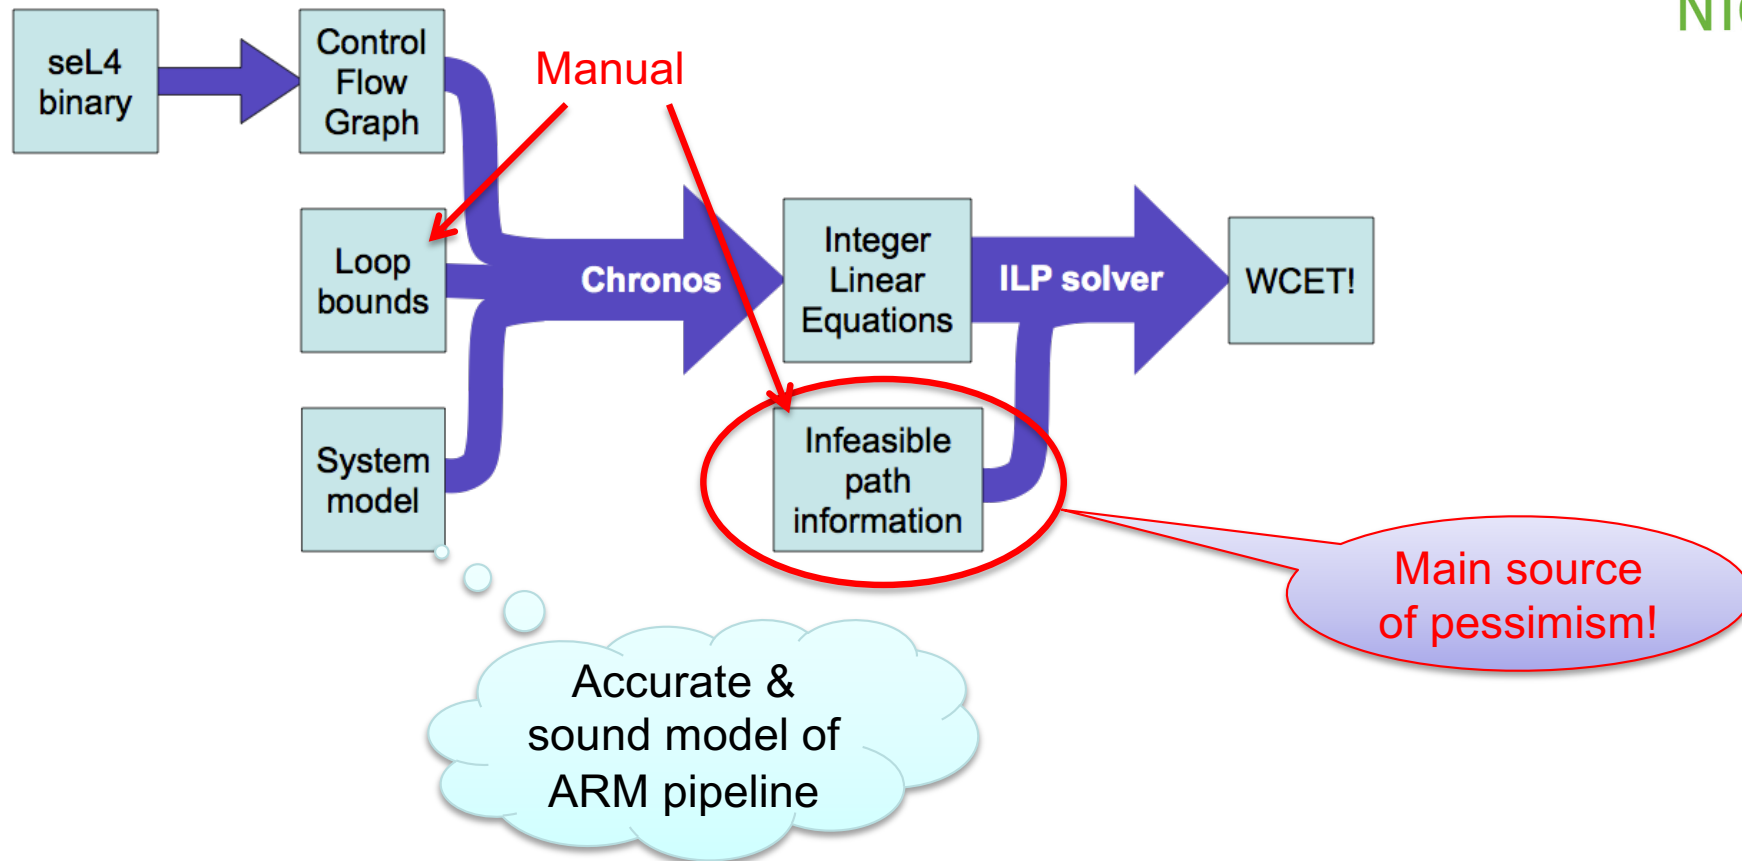 seL4
binary
Control
Flow
Graph
Manual
Loop
bounds
Chronos
Integer
Linear
Equations
ILP solver
WCET!
System
model
Infeasible
path
information
Main source
of pessimism!
Accurate &
sound model of
ARM pipeline